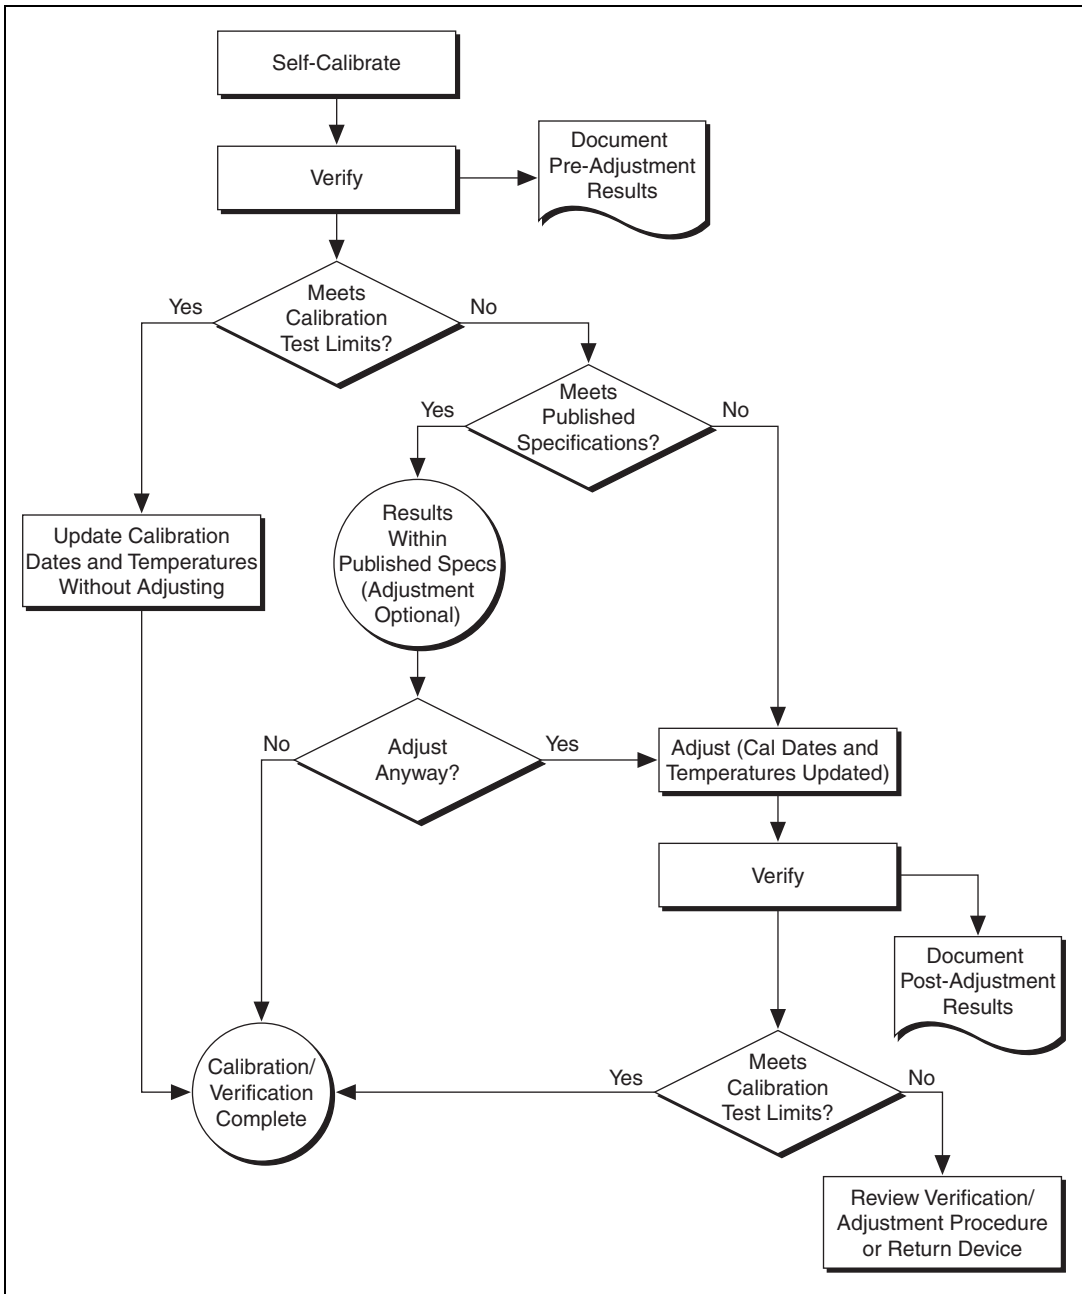 Self-Calibrate
Verify
Document
Pre-Adjustment
Results
Meets
Calibration
Test Limits?
Yes
No
Meets
Published
Specifications?
Yes
No
Update Calibration
Dates and Temperatures
Without Adjusting
Results
Within
Published Specs
(Adjustment
Optional)
Adjust
Anyway?
No
Yes
Adjust (Cal Dates and
Temperatures Updated)
Verify
Document
Post-Adjustment
Results
Calibration/
Verification
Complete
Meets
Calibration
Test Limits?
Yes
No
Review Verification/
Adjustment Procedure
or Return Device